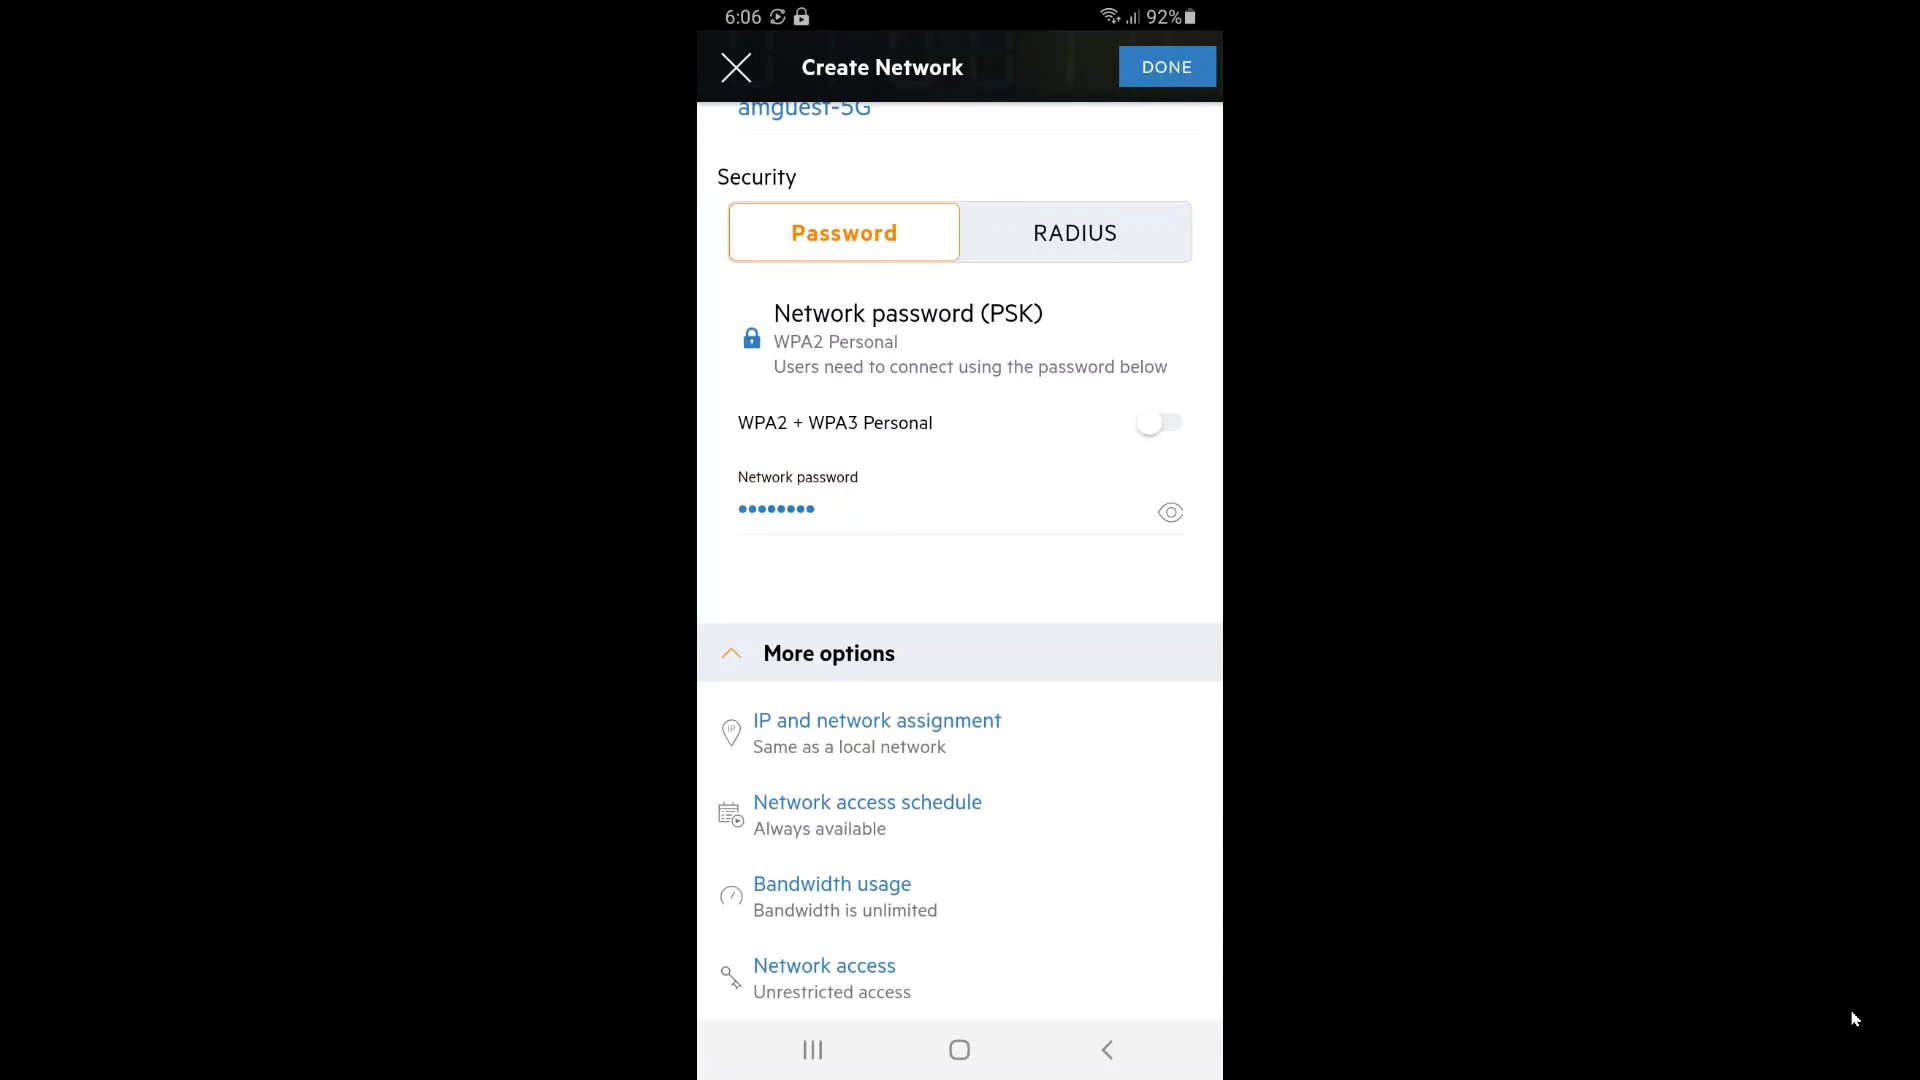 6:06
92%
Create Network
DONE
amguest-5G
Security
Password
RADIUS
Network password (PSK)
WPA2 Personal
Users need to connect using the password below
WPA2 + WPA3 Personal
Network password
••••••••
More options
IP
IP and network assignment
Same as a local network
Network access schedule
Always available
Bandwidth usage
Bandwidth is unlimited
Network access
Unrestricted access